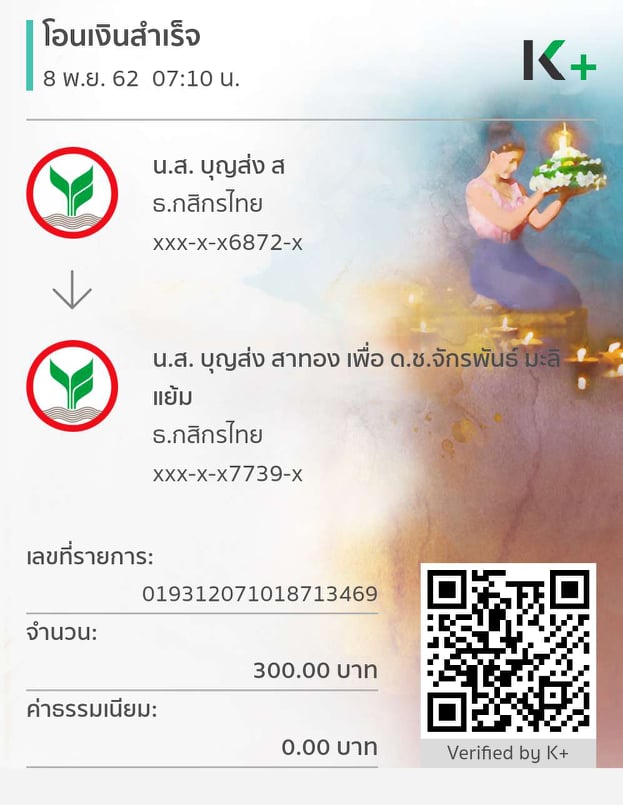 โอนเงินสำเร็จ
8 พ.ย. 62 07:10 น.
K+
น.ส. บุญส่ง ส
ธ.กสิกรไทย
xxx-x-x6872-x
น.ส. บุญส่ง สาทอง เพื่อ ด.ช.จักรพันธ์ มะลิ
แย้ม
ธ.กสิกรไทย
xxx-x-x7739-x
เลขที่รายการ:
019312071018713469
จำนวน:
300.00 บาท
ค่าธรรมเนียม:
0.00 บาท
Verified by K+